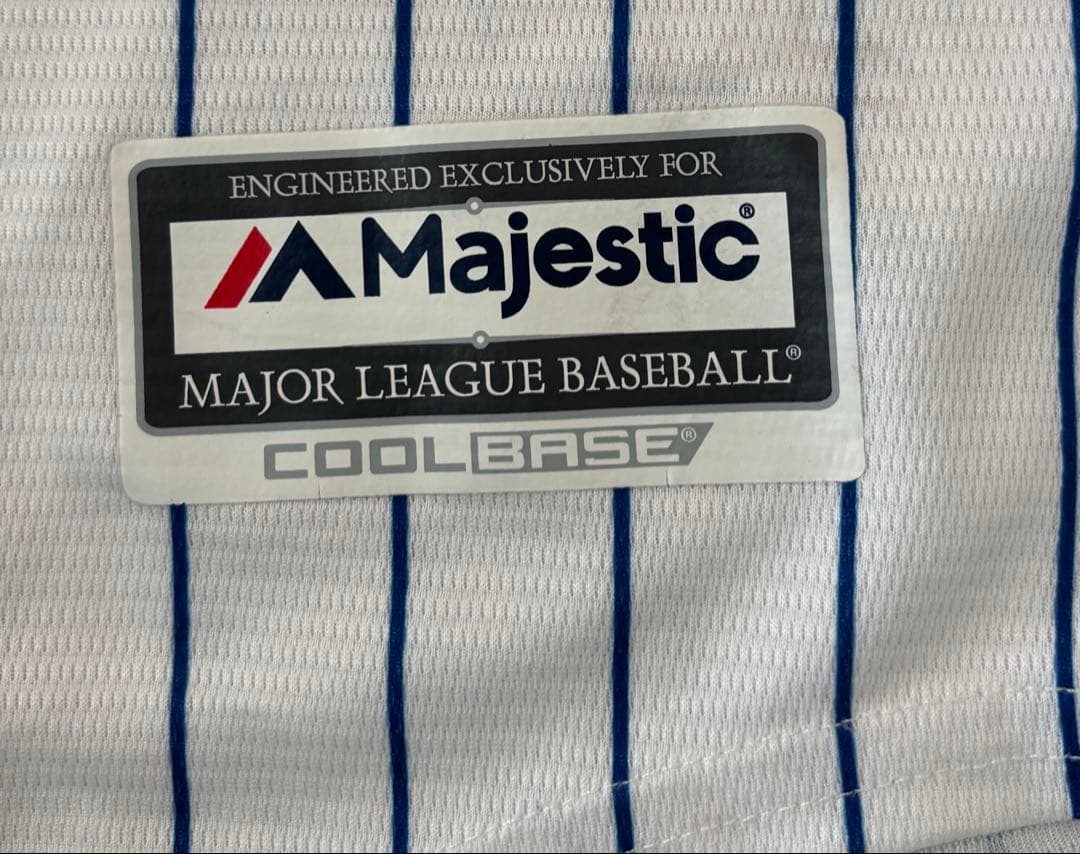 ENGINEERED EXCLUSIVELY FOR
Majestic®
MAJOR LEAGUE BASEBALL®
COOLBASE®